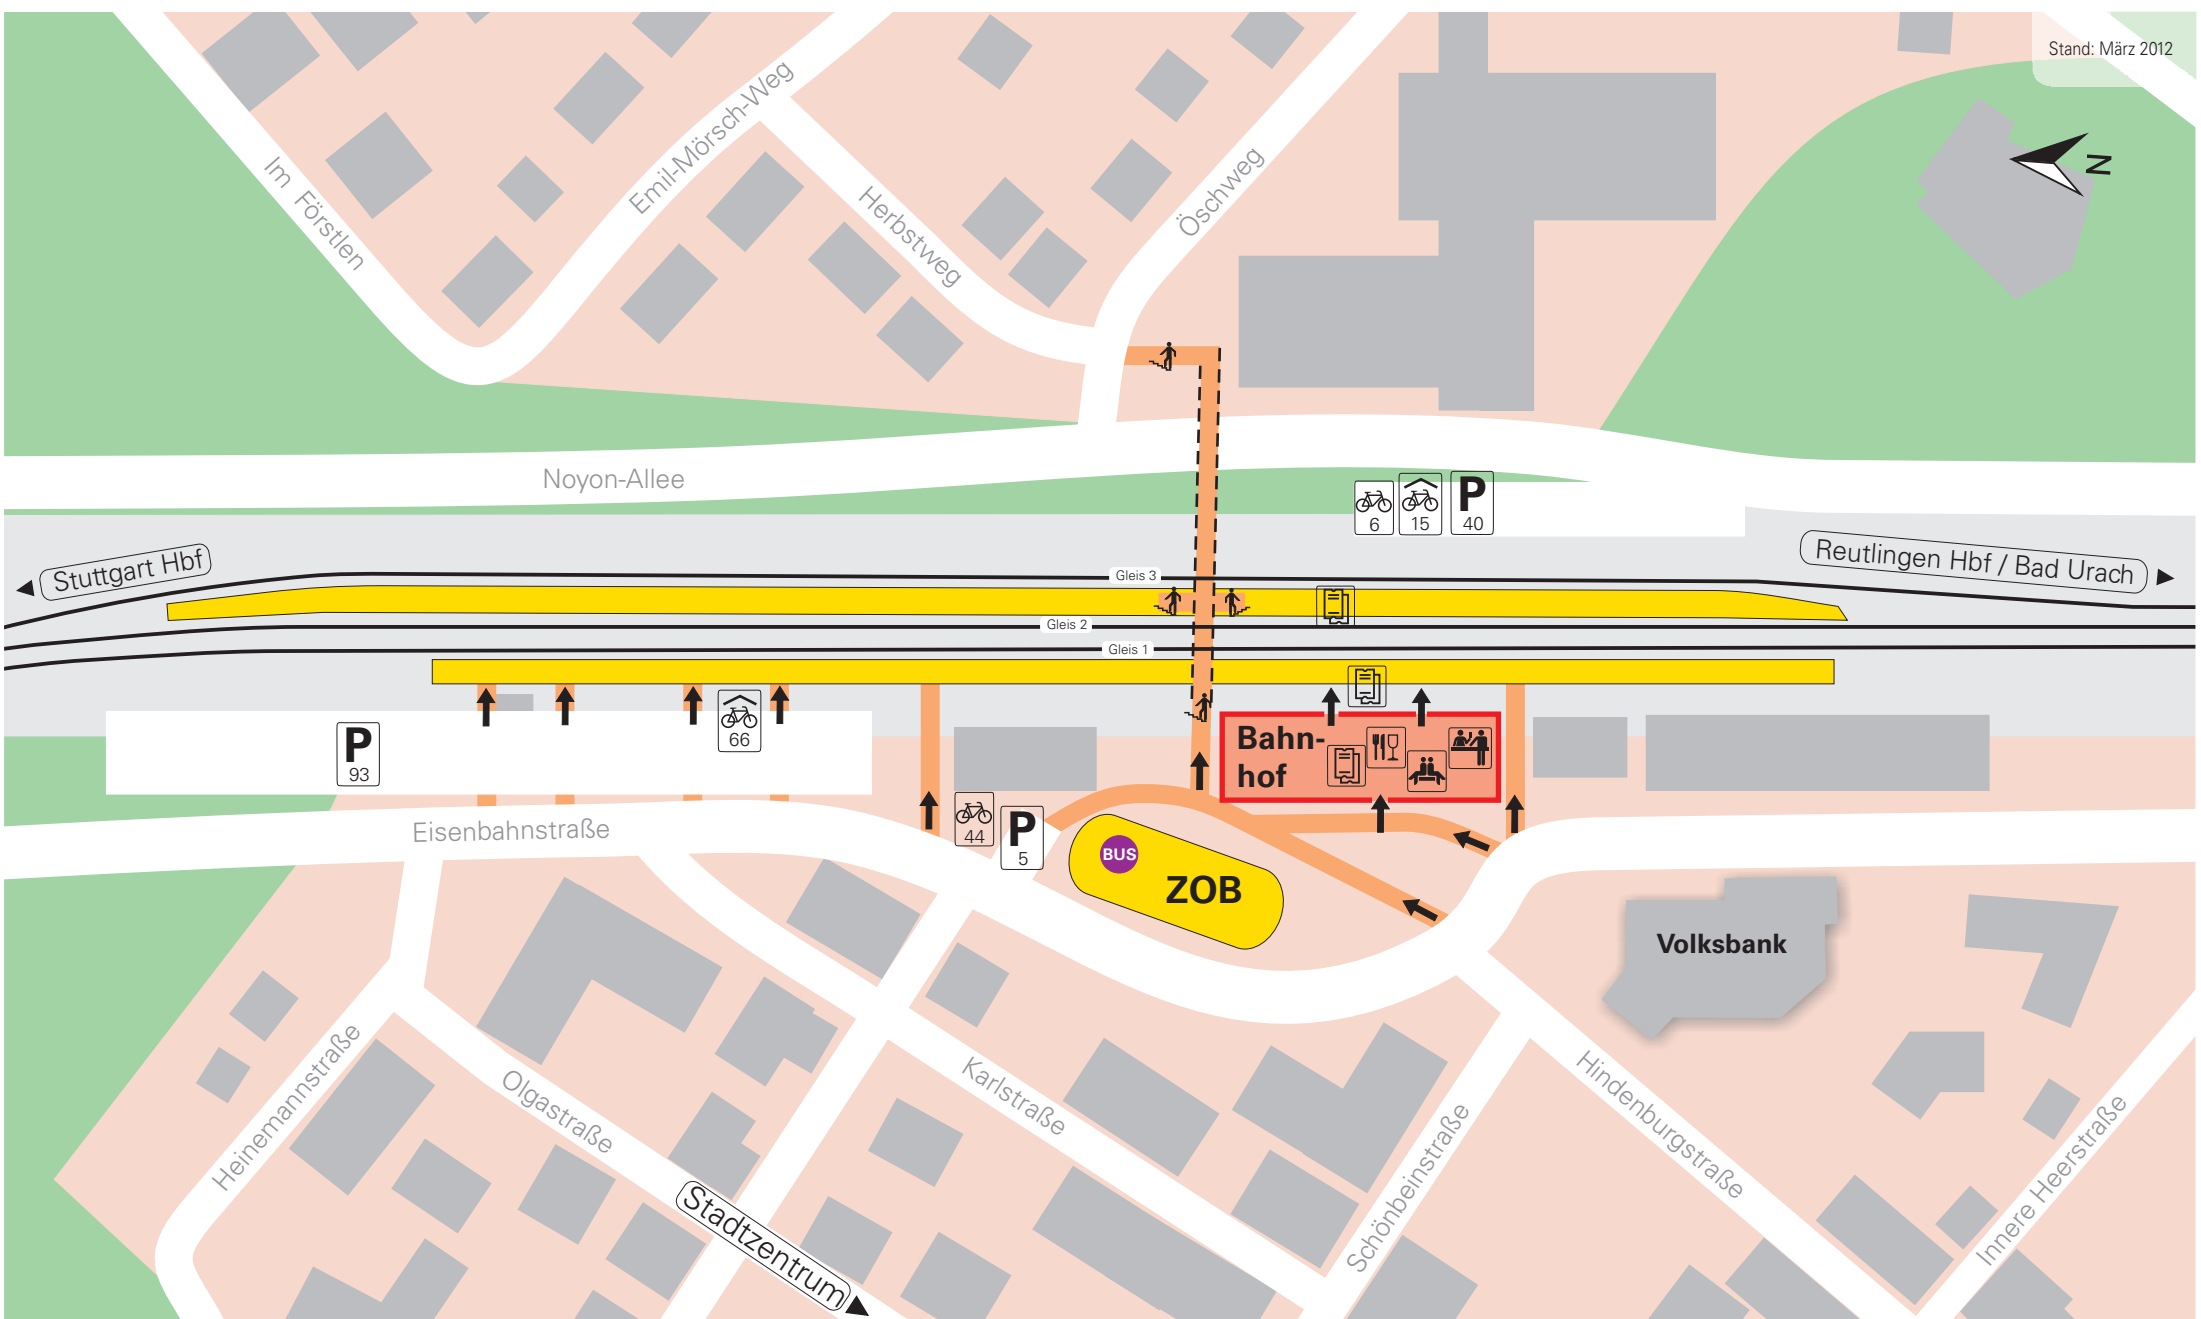 Stand: März 2012
N
Im Förstlen
Emil-Mörsch-Weg
Herbstweg
Öschweg
Noyon-Allee
6
15
P
40
Stuttgart Hbf
Reutlingen Hbf / Bad Urach
Gleis 3
Gleis 2
Gleis 1
P
93
66
Bahn-
hof
Eisenbahnstraße
44
P
5
BUS
ZOB
Volksbank
Heinemannstraße
Olgastraße
Karlstraße
Schönbeinstraße
Hindenburgstraße
Innere Heerstraße
Stadtzentrum